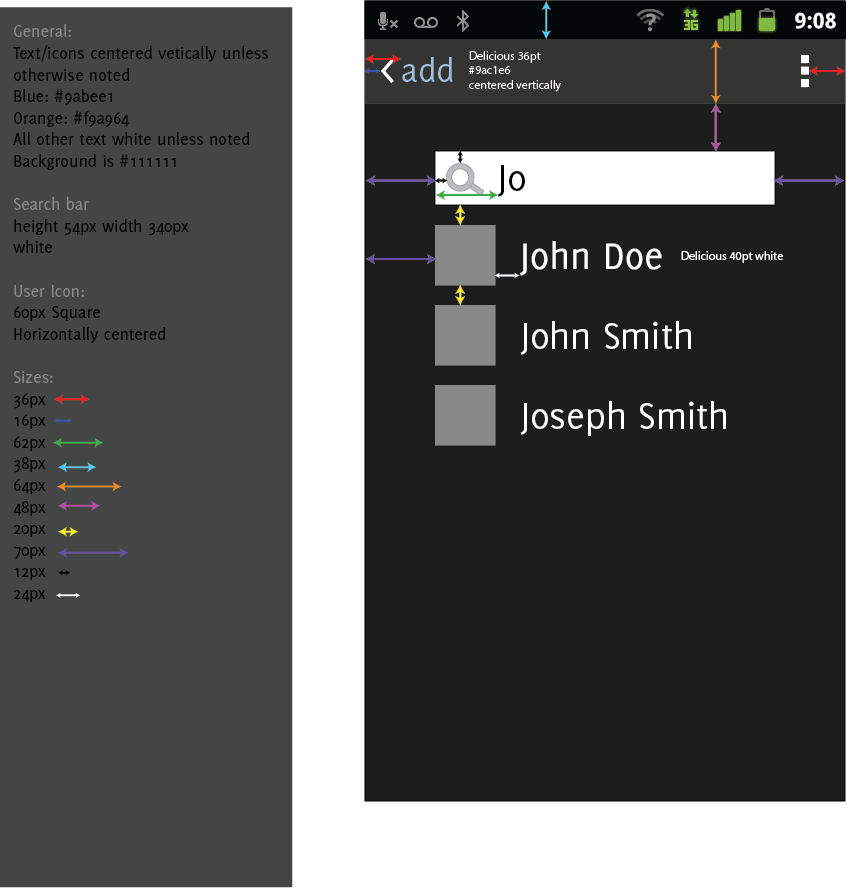 General:
Text/icons centered vetically unless
otherwise noted
Blue: #9abee1
Orange: #f9a964
All other text white unless noted
Background is #111111
Search bar
height 54px width 340px
white
User Icon:
60px Square
Horizontally centered
Sizes:
36px
16px
62px
38px
64px
48px
20px
70px
12px
24px
3G
9:08
add
Delicious 36pt
#9ac1e6
centered vertically
Jo
John Doe
Delicious 40pt white
John Smith
Joseph Smith